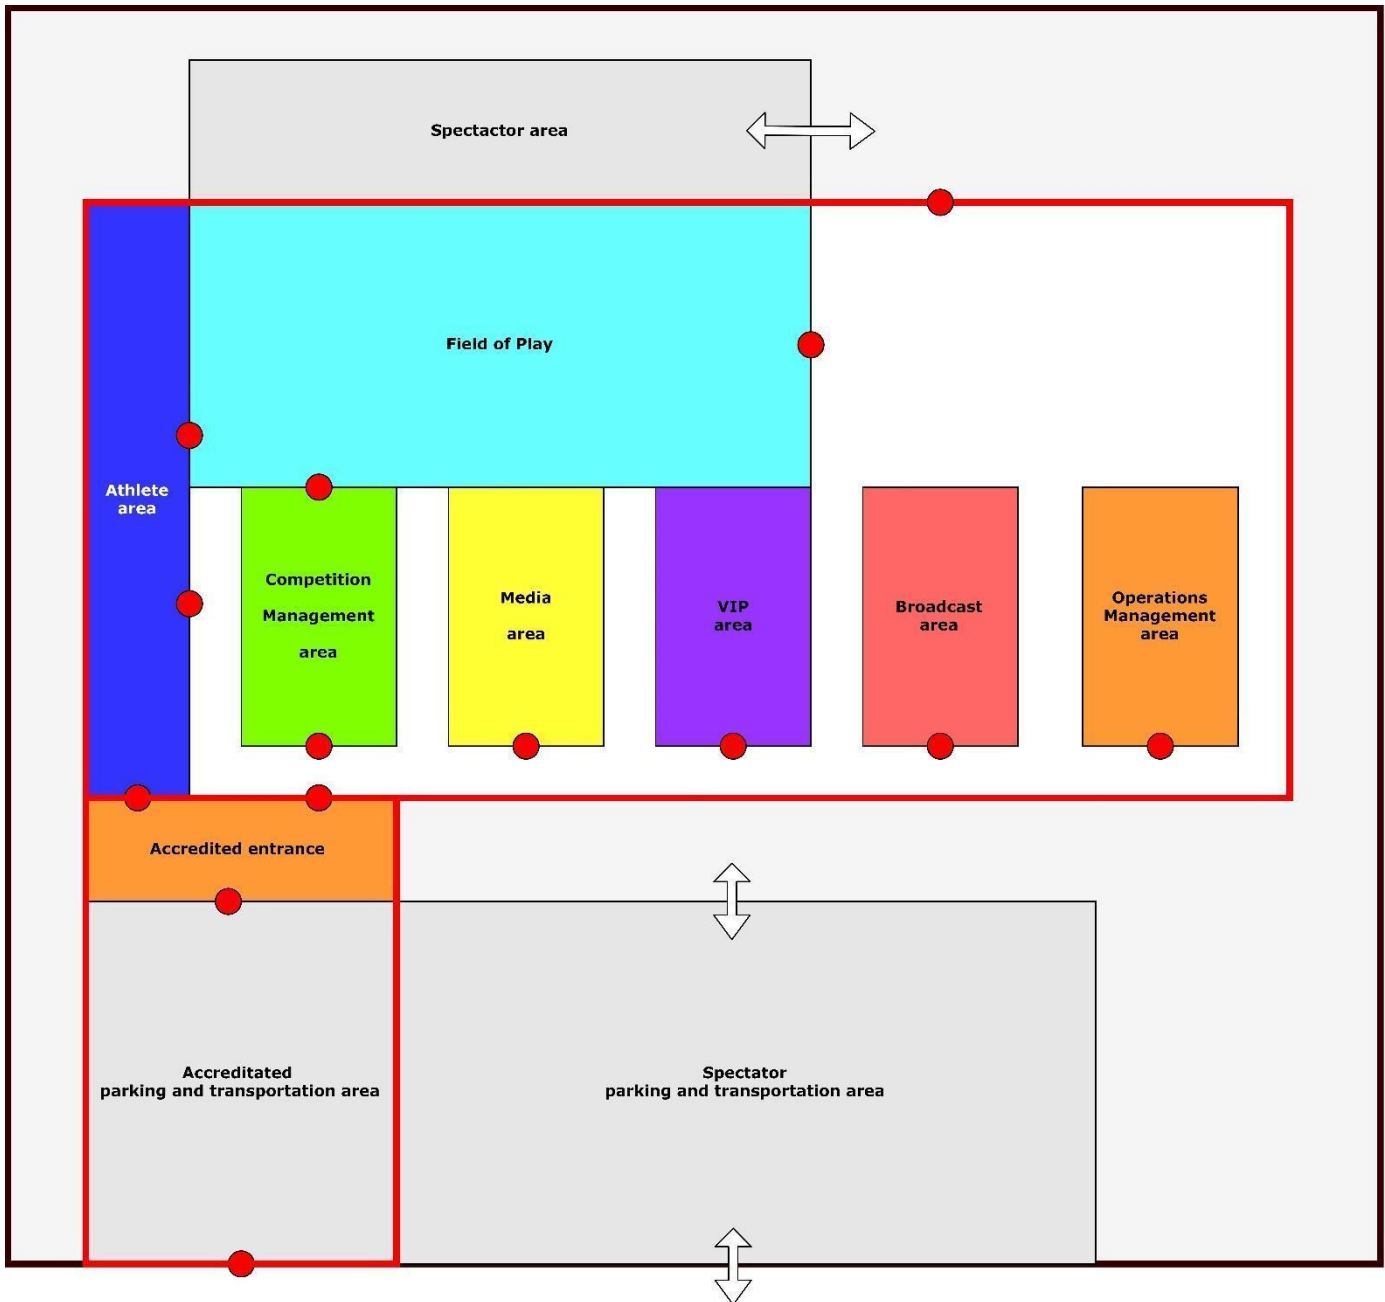 Spectactor area
Field of Play
Athlete
area
Competition
Management
area
Media
area
VIP
area
Broadcast
area
Operations
Management
area
Accredited entrance
Accreditated
parking and transportation area
Spectator
parking and transportation area